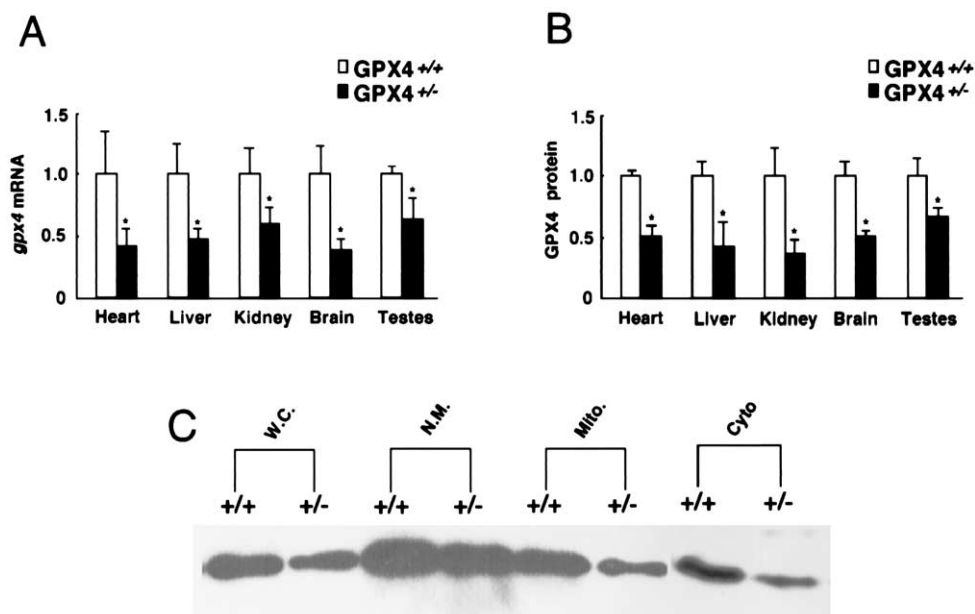 A
GPX4 +/+
GPX4 +/-
gpx4 mRNA
1.5
1.0
0.5
0
* * * * *
Heart Liver Kidney Brain Testes
B
GPX4 +/+
GPX4 +/-
GPX4 protein
1.5
1.0
0.5
0
* * * * *
Heart Liver Kidney Brain Testes
C
W.C. N.M. Mito. Cyto
+/+ +/- +/+ +/- +/+ +/- +/+ +/-